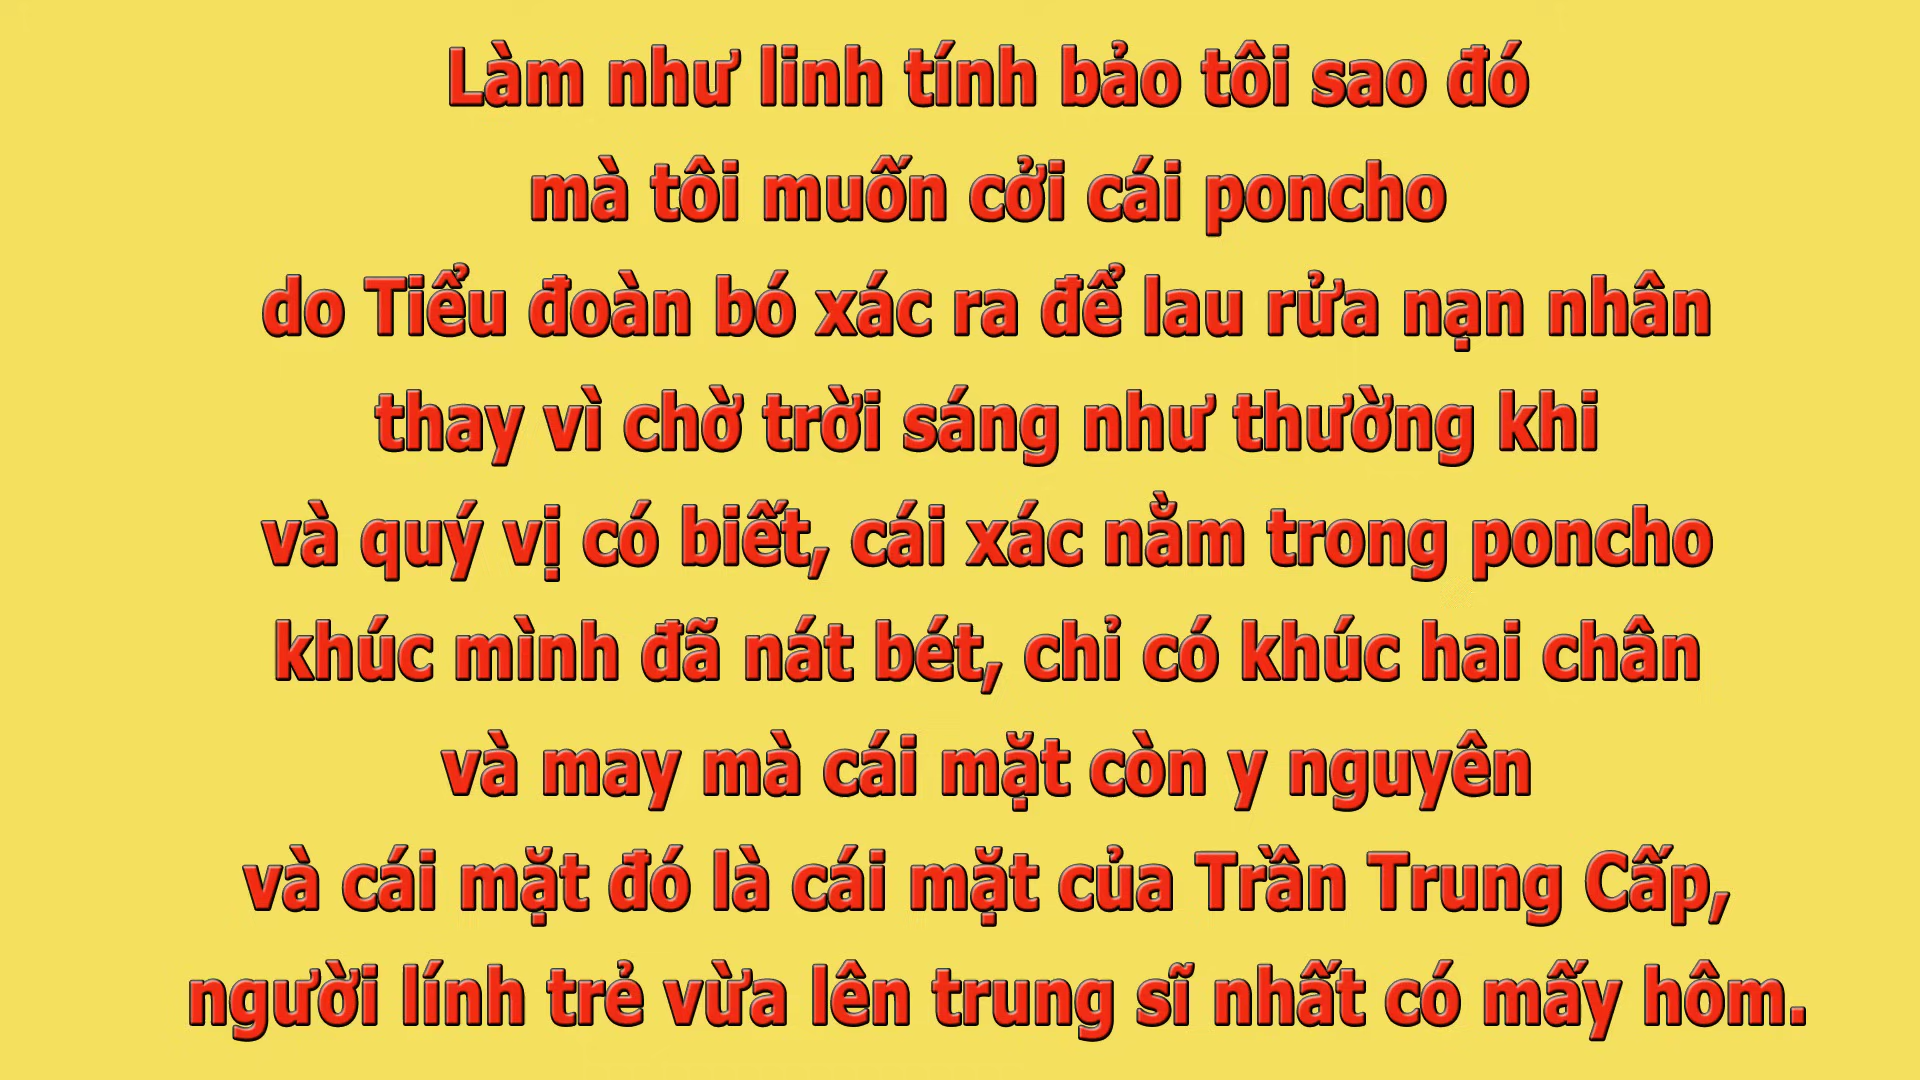 Làm như linh tính bảo tôi sao đó
mà tôi muốn cởi cái poncho
do Tiểu đoàn bó xác ra để lau rửa nạn nhân
thay vì chờ trời sáng như thường khi
và quý vị có biết, cái xác nằm trong poncho
khúc mình đã nát bét, chỉ có khúc hai chân
và may mà cái mặt còn y nguyên
và cái mặt đó là cái mặt của Trần Trung Cấp,
người lính trẻ vừa lên trung sĩ nhất có mấy hôm.